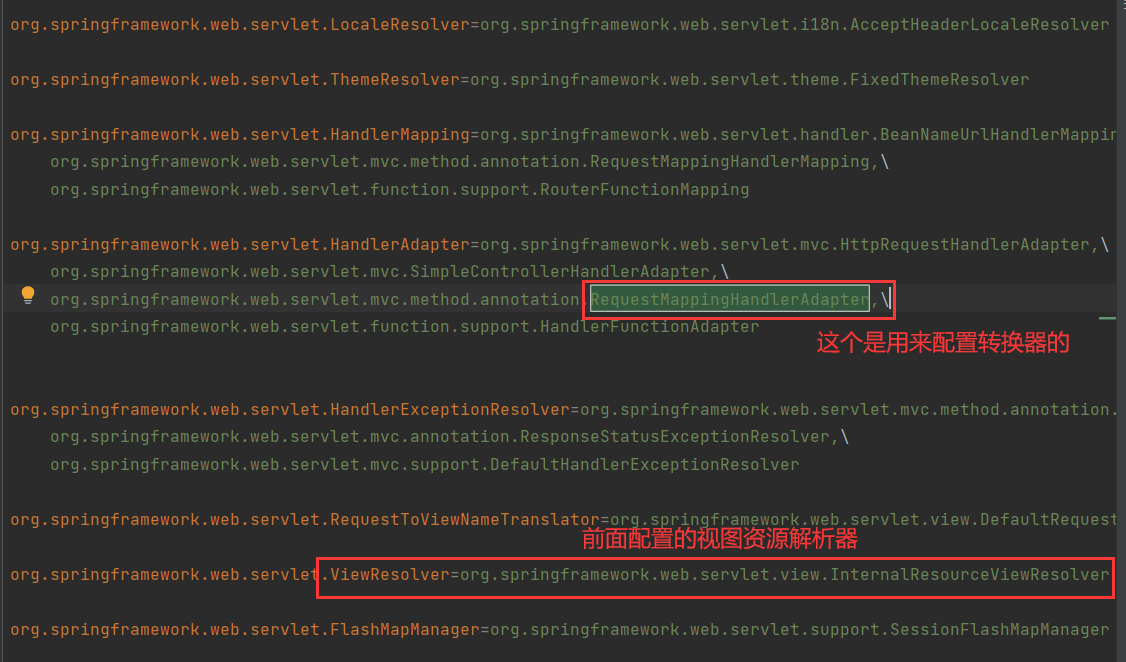 org.springframework.web.servlet.LocaleResolver=org.springframework.web.servlet.i18n.AcceptHeaderLocaleResolver
org.springframework.web.servlet.ThemeResolver=org.springframework.web.servlet.theme.FixedThemeResolver
org.springframework.web.servlet.HandlerMapping=org.springframework.web.servlet.handler.BeanNameUrlHandlerMappin
org.springframework.web.servlet.mvc.method.annotation.RequestMappingHandlerMapping,\
org.springframework.web.servlet.function.support.RouterFunctionMapping
org.springframework.web.servlet.HandlerAdapter=org.springframework.web.servlet.mvc.HttpRequestHandlerAdapter,\
org.springframework.web.servlet.mvc.SimpleControllerHandlerAdapter,\
org.springframework.web.servlet.mvc.method.annotation.RequestMappingHandlerAdapter,\
org.springframework.web.servlet.function.support.HandlerFunctionAdapter
这个是用来配置转换器的
org.springframework.web.servlet.HandlerExceptionResolver=org.springframework.web.servlet.mvc.method.annotation.
org.springframework.web.servlet.mvc.annotation.ResponseStatusExceptionResolver,\
org.springframework.web.servlet.mvc.support.DefaultHandlerExceptionResolver
org.springframework.web.servlet.RequestToViewNameTranslator=org.springframework.web.servlet.view.DefaultRequest
前面配置的视图资源解析器
org.springframework.web.servlet.ViewResolver=org.springframework.web.servlet.view.InternalResourceViewResolver
org.springframework.web.servlet.FlashMapManager=org.springframework.web.servlet.support.SessionFlashMapManager